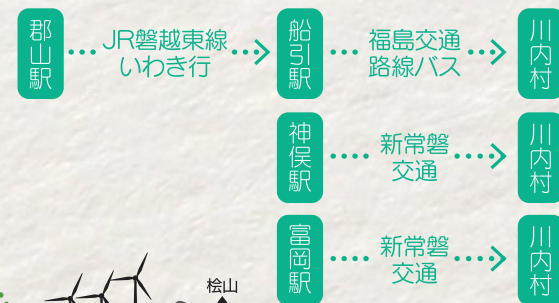 郡山駅
JR磐越東線
いわき行
船引駅
福島交通
路線バス
川内村
神俣駅
新常磐
交通
川内村
富岡駅
新常磐
交通
川内村
桧山